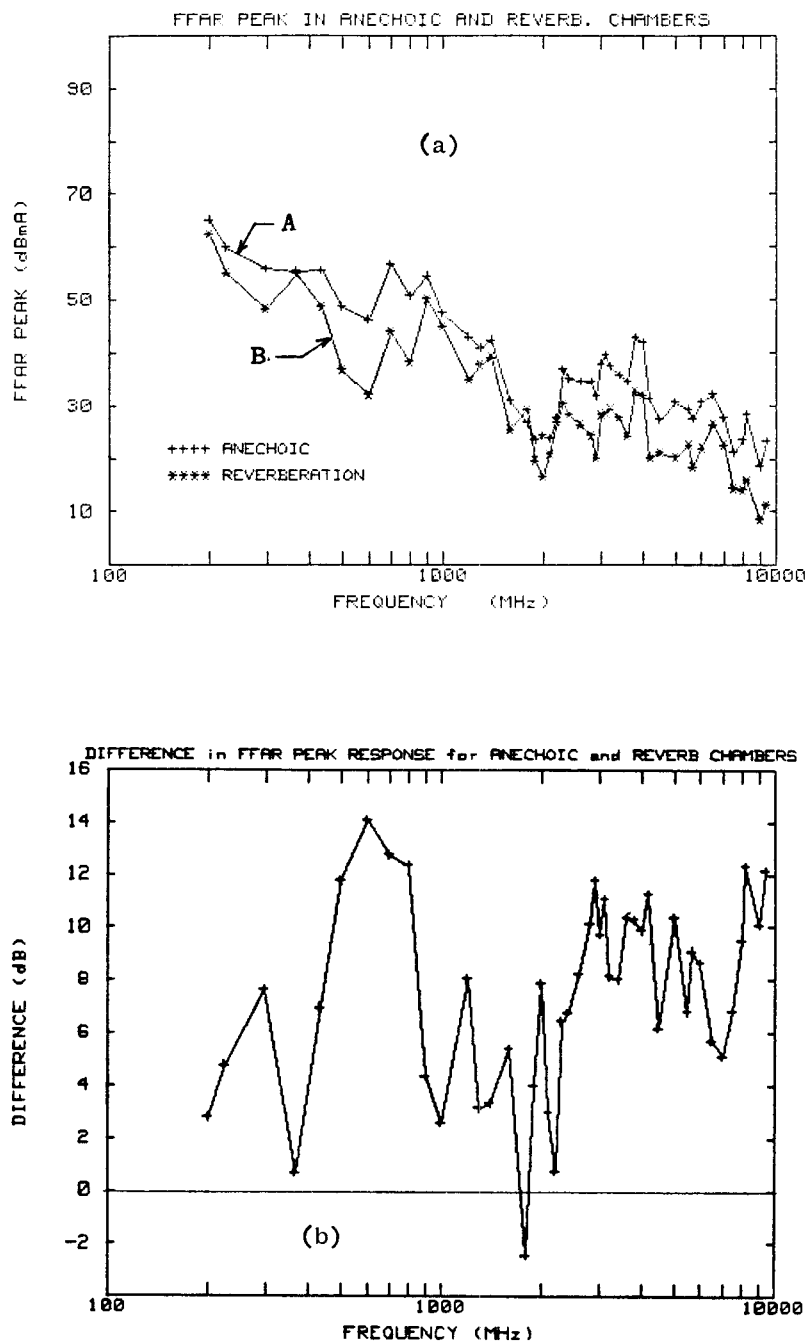 FFAR PEAK IN ANECHOIC AND REVERB. CHAMBERS
(a)
A
B
FFAR PEAK (dBmA)
90
70
50
30
10
++++ ANECHOIC
**** REVERBERATION
100
1000
10000
FREQUENCY (MHz)
DIFFERENCE in FFAR PEAK RESPONSE for ANECHOIC and REVERB CHAMBERS
DIFFERENCE (dB)
16
14
12
10
8
6
4
2
0
-2
(b)
100
1000
10000
FREQUENCY (MHz)